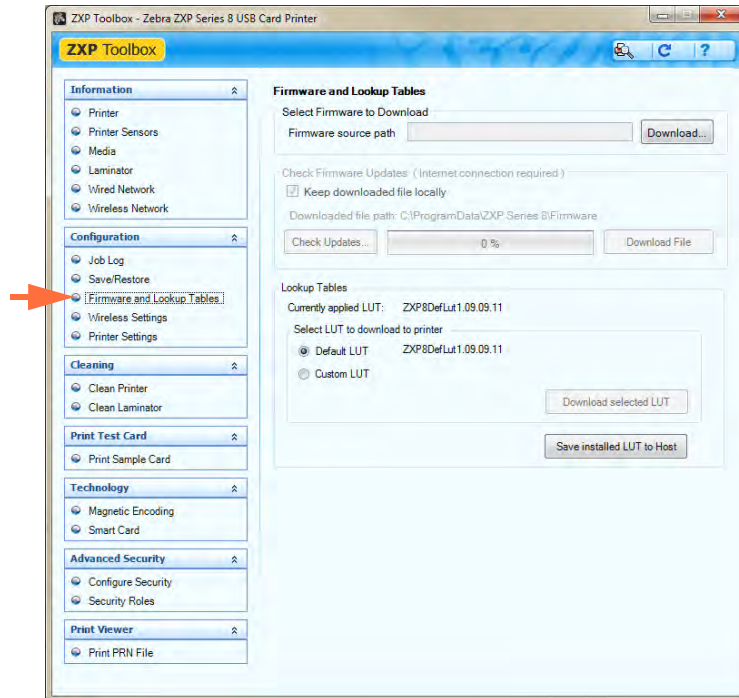 ZXP Toolbox - Zebra ZXP Series 8 USB Card Printer
ZXP Toolbox
?
Information
Printer
Printer Sensors
Media
Laminator
Wired Network
Wireless Network
Configuration
Job Log
Save/Restore
Firmware and Lookup Tables
Wireless Settings
Printer Settings
Cleaning
Clean Printer
Clean Laminator
Print Test Card
Print Sample Card
Technology
Magnetic Encoding
Smart Card
Advanced Security
Configure Security
Security Roles
Print Viewer
Print PRN File
Firmware and Lookup Tables
Select Firmware to Download
Firmware source path Download...
Check Firmware Updates ( Internet connection required )
Keep downloaded file locally
Downloaded file path: C:\ProgramData\ZXP Series 8\Firmware
Check Updates... 0 % Download File
Lookup Tables
Currently applied LUT: ZXP8DefLut1.09.09.11
Select LUT to download to printer
Default LUT ZXP8DefLut1.09.09.11
Custom LUT
Download selected LUT
Save installed LUT to Host